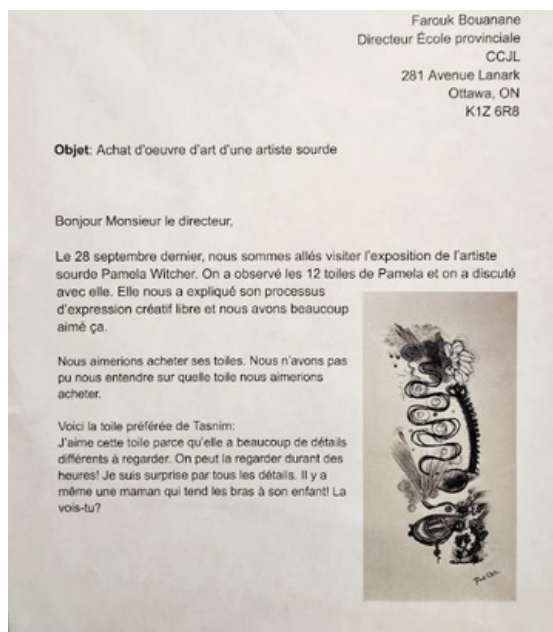 Farouk Bouanane
Directeur École provinciale
CCJL
281 Avenue Lanark
Ottawa, ON
K1Z 6R8
Objet: Achat d'oeuvre d'art d'une artiste sourde
Bonjour Monsieur le directeur,
Le 28 septembre dernier, nous sommes allés visiter l'exposition de l'artiste
sourde Pamela Witcher. On a observé les 12 toiles de Pamela et on a discuté
avec elle. Elle nous a expliqué son processus
d'expression créatif libre et nous avons beaucoup
aimé ça.
Nous aimerions acheter ses toiles. Nous n'avons pas
pu nous entendre sur quelle toile nous aimerions
acheter.
Voici la toile préférée de Tasnim:
J'aime cette toile parce qu'elle a beaucoup de détails
différents à regarder. On peut la regarder durant des
heures! Je suis surprise par tous les détails. Il y a
même une maman qui tend les bras à son enfant! La
vois-tu?